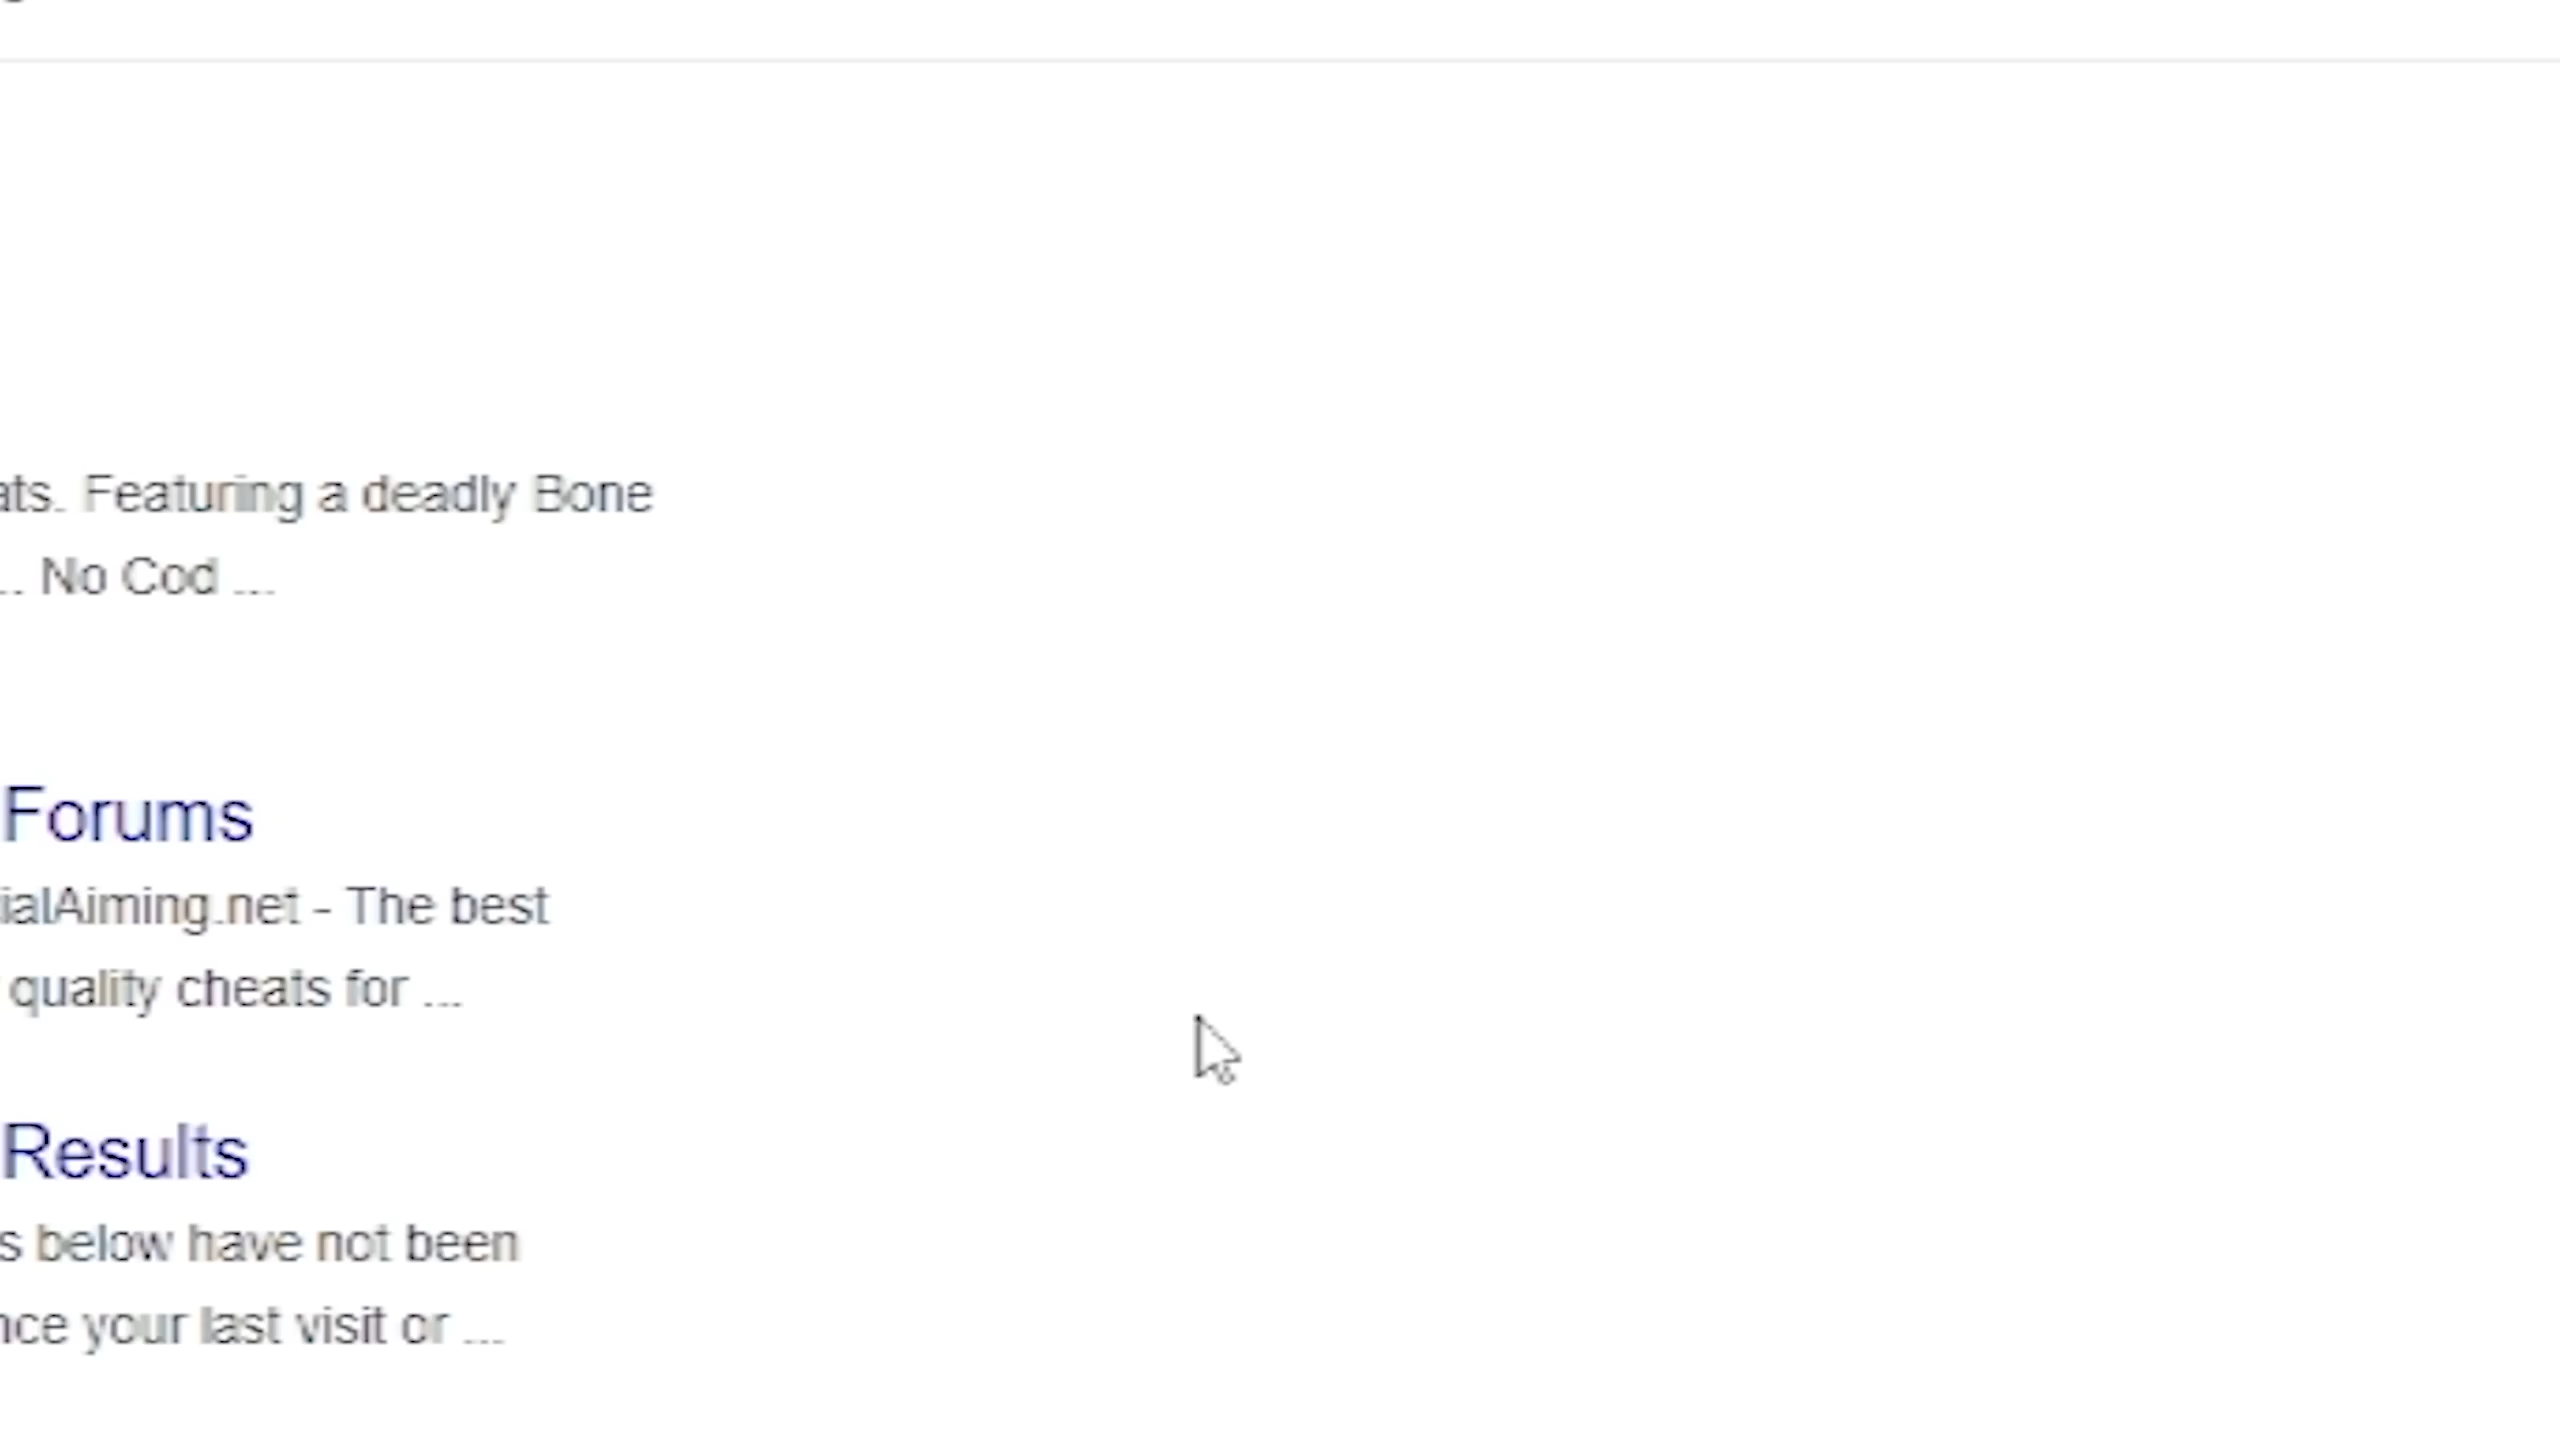 ats. Featuring a deadly Bone
.. No Cod ...
Forums
ialAiming.net - The best
quality cheats for ...
Results
s below have not been
nce your last visit or ...